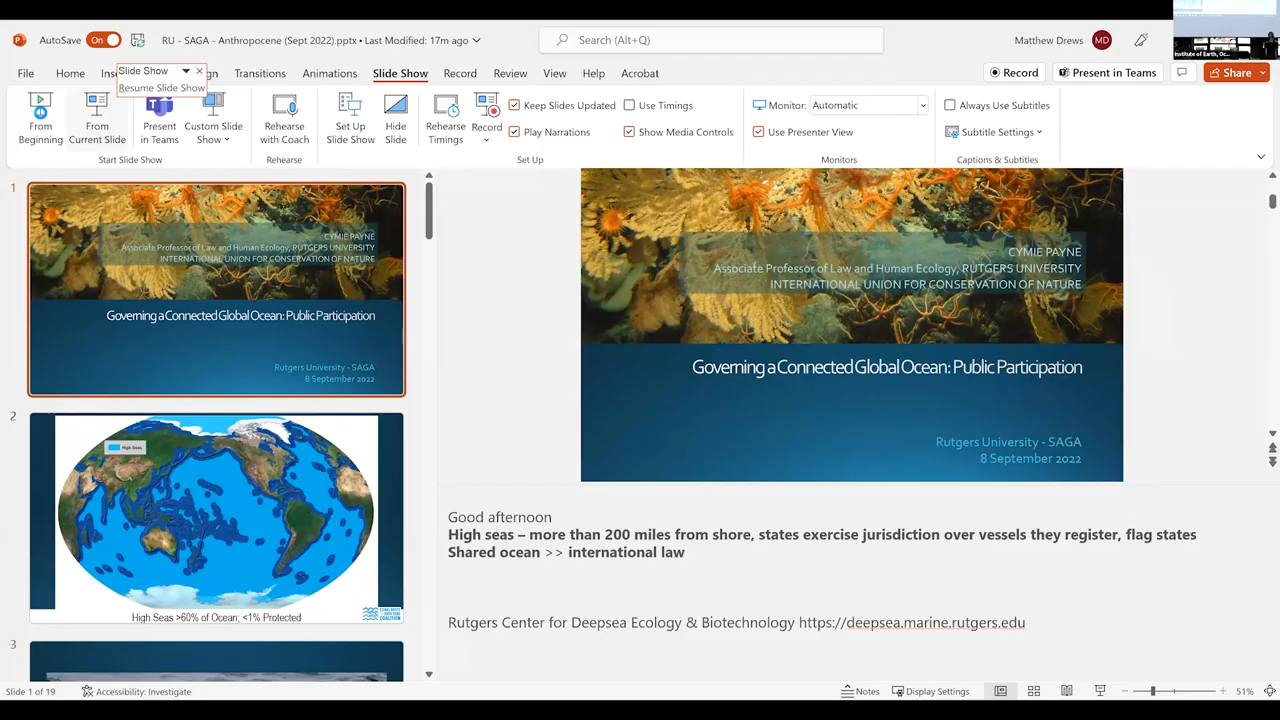 AutoSave
On
RU - SAGA - Anthropocene (Sept 2022).pptx • Last Modified: 17m ago
Search (Alt+Q)
Matthew Drews
MD
Institute of Earth, Oc...
File
Home
Ins
Slide Show
gn
Transitions
Animations
Slide Show
Record
Review
View
Help
Acrobat
Record
Present in Teams
Share
Resume Slide Show
From Beginning
From Current Slide
Present in Teams
Custom Slide Show
Rehearse with Coach
Set Up Slide Show
Hide Slide
Rehearse Timings
Record
Keep Slides Updated
Use Timings
Play Narrations
Show Media Controls
Monitor:
Automatic
Use Presenter View
Always Use Subtitles
Subtitle Settings
Start Slide Show
Rehearse
Set Up
Monitors
Captions & Subtitles
1
CYMIE PAYNE
Associate Professor of Law and Human Ecology, RUTGERS UNIVERSITY
INTERNATIONAL UNION FOR CONSERVATION OF NATURE
Governing a Connected Global Ocean: Public Participation
Rutgers University - SAGA
8 September 2022
2
High Seas
High Seas >60% of Ocean; <1% Protected
3
CYMIE PAYNE
Associate Professor of Law and Human Ecology, RUTGERS UNIVERSITY
INTERNATIONAL UNION FOR CONSERVATION OF NATURE
Governing a Connected Global Ocean: Public Participation
Rutgers University - SAGA
8 September 2022
Good afternoon
High seas – more than 200 miles from shore, states exercise jurisdiction over vessels they register, flag states
Shared ocean >> international law
Rutgers Center for Deepsea Ecology & Biotechnology https://deepsea.marine.rutgers.edu
Slide 1 of 19
Accessibility: Investigate
Notes
Display Settings
51%